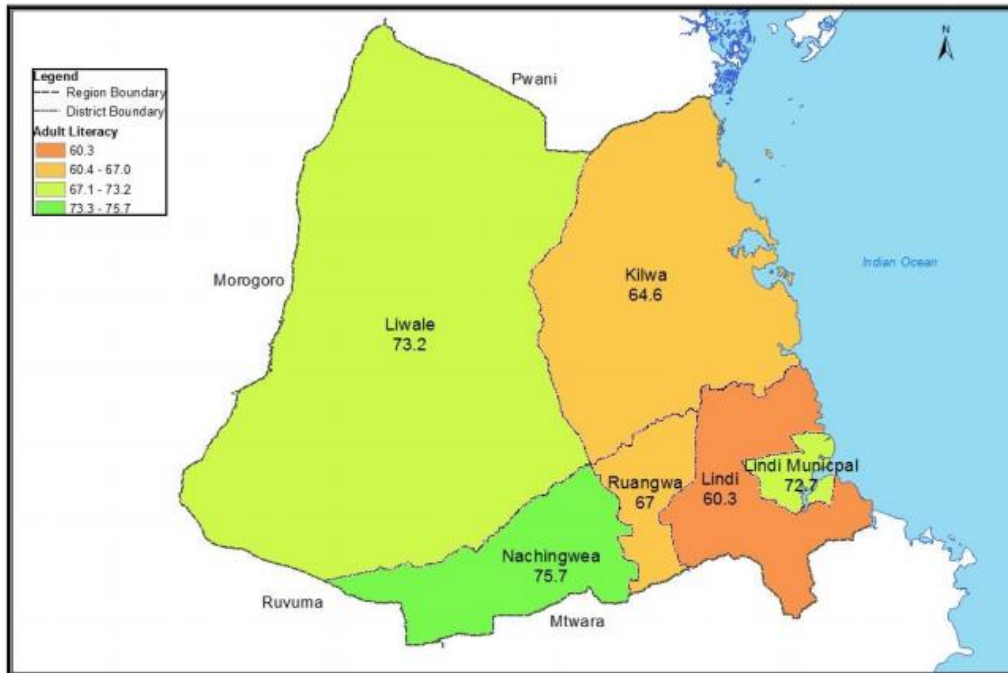 N
Legend
Region Boundary
District Boundary
Adult Literacy
60.3
60.4 - 67.0
67.1 - 73.2
73.3 - 75.7
Pwani
Morogoro
Indian Ocean
Kilwa
64.6
Liwale
73.2
Lindi Municpal
72.7
Ruangwa
67
Lindi
60.3
Nachingwea
75.7
Ruvuma
Mtwara